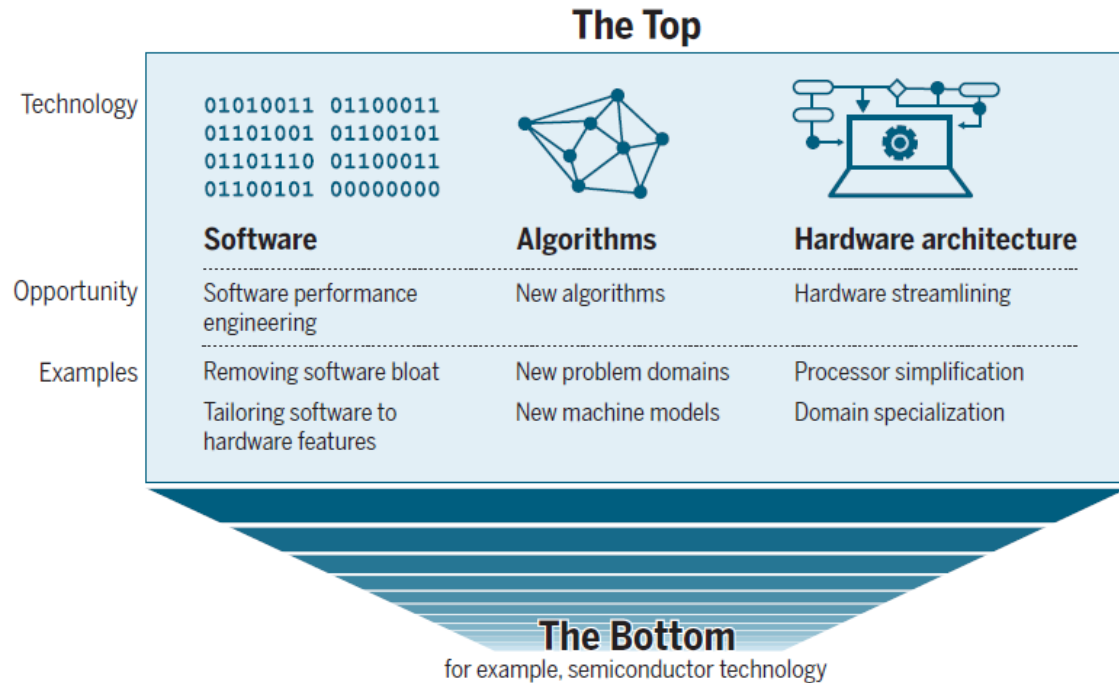 The Top
Technology
01010011 01100011
01101001 01100101
01101110 01100011
01100101 00000000
Software
Algorithms
Hardware architecture
Opportunity
Software performance
engineering
New algorithms
Hardware streamlining
Examples
Removing software bloat
New problem domains
Processor simplification
Tailoring software to
hardware features
New machine models
Domain specialization
The Bottom
for example, semiconductor technology